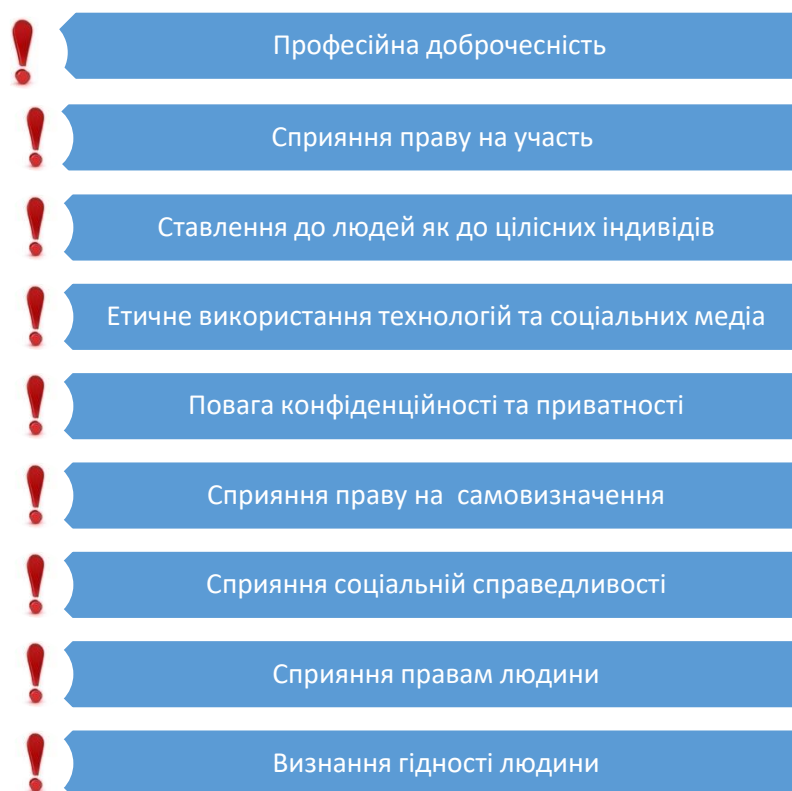 Професійна доброчесність
Сприяння праву на участь
Ставлення до людей як до цілісних індивідів
Етичне використання технологій та соціальних медіа
Повага конфіденційності та приватності
Сприяння праву на  самовизначення
Сприяння соціальній справедливості
Сприяння правам людини
Визнання гідності людини